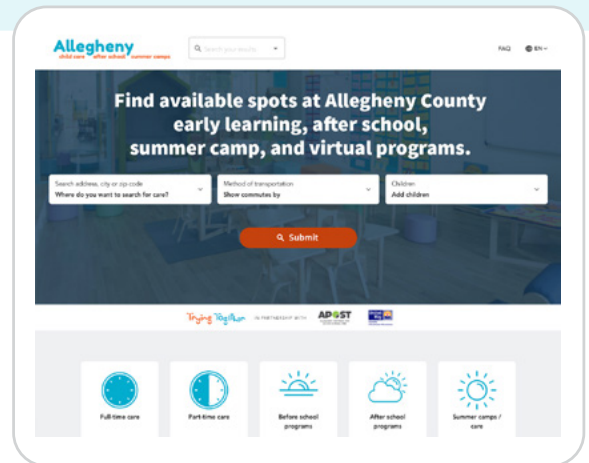 Allegheny
child care after school summer camps
Search your results
FAQ
EN
Find available spots at Allegheny County
early learning, after school,
summer camp, and virtual programs.
Search address, city or zip code
Where do you want to search for care?
Method of transportation
Show commutes by
Children
Add children
Submit
Trying Together
IN PARTNERSHIP WITH
APOST
Full-time care
Part-time care
Before school
programs
After school
programs
Summer camps /
care